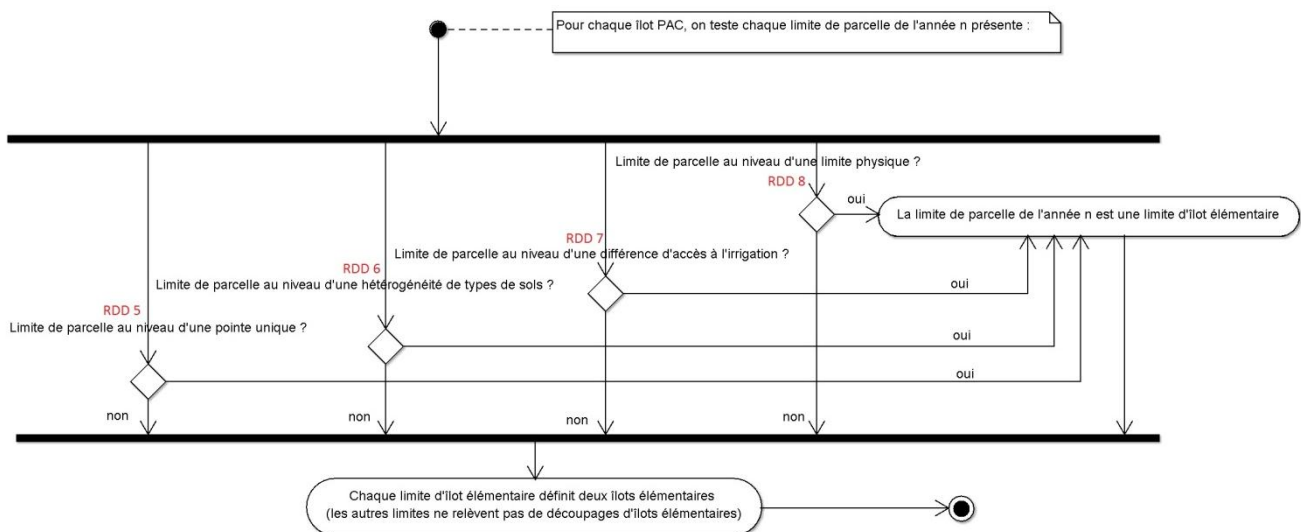 Pour chaque îlot PAC, on teste chaque limite de parcelle de l'année n présente :
Limite de parcelle au niveau d'une limite physique ?
RDD 8
oui
La limite de parcelle de l'année n est une limite d'îlot élémentaire
RDD 7
Limite de parcelle au niveau d'une différence d'accès à l'irrigation ?
RDD 6
Limite de parcelle au niveau d'une hétérogénéité de types de sols ?
oui
RDD 5
Limite de parcelle au niveau d'une pointe unique ?
oui
oui
non
non
non
non
Chaque limite d'îlot élémentaire définit deux îlots élémentaires
(les autres limites ne relèvent pas de découpages d'îlots élémentaires)